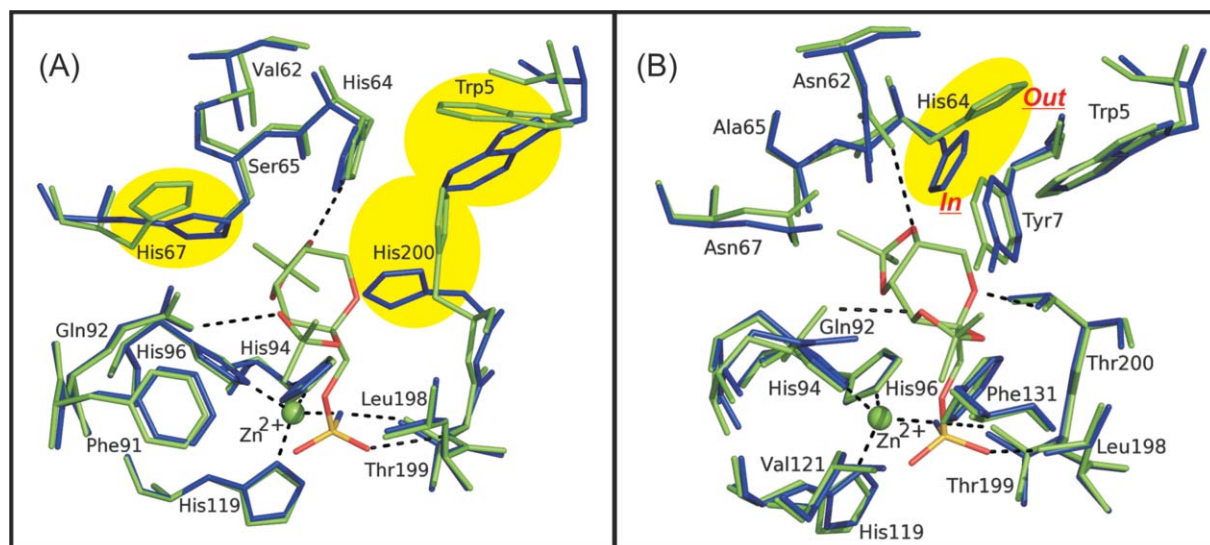 (A)
Val62
His64
Trp5
Ser65
His67
His200
Gln92
His96
His94
Leu198
Zn2+
Phe91
Thr199
His119
(B)
Asn62
His64
Out
Trp5
Ala65
In
Tyr7
Asn67
Gln92
Thr200
His94
His96
Phe131
Zn2+
Val121
Leu198
Thr199
His119